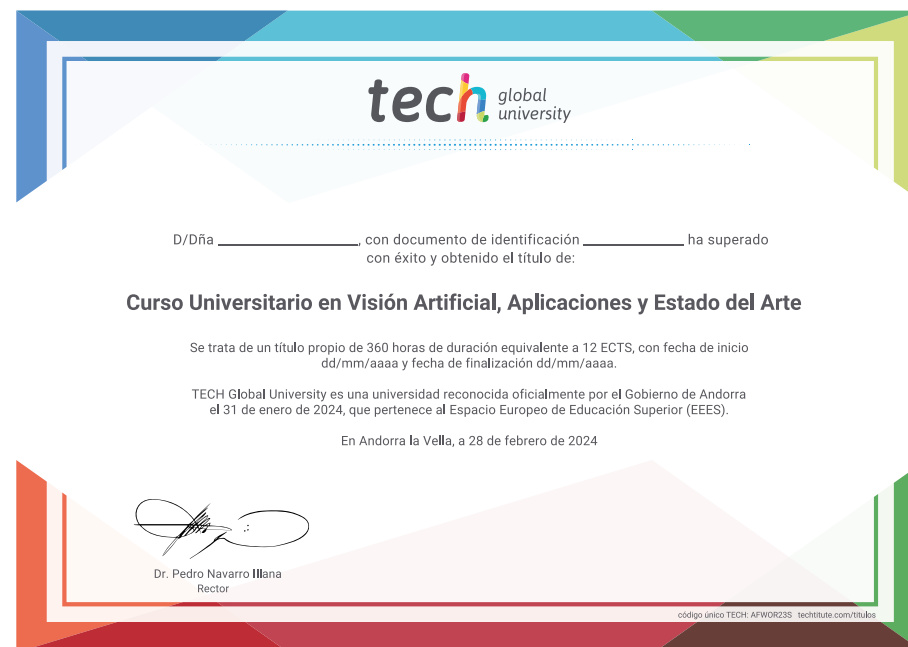 tech global university
D/Dña ____________________, con documento de identificación ______________ ha superado
con éxito y obtenido el título de:
Curso Universitario en Visión Artificial, Aplicaciones y Estado del Arte
Se trata de un título propio de 360 horas de duración equivalente a 12 ECTS, con fecha de inicio
dd/mm/aaaa y fecha de finalización dd/mm/aaaa.
TECH Global University es una universidad reconocida oficialmente por el Gobierno de Andorra
el 31 de enero de 2024, que pertenece al Espacio Europeo de Educación Superior (EEES).
En Andorra la Vella, a 28 de febrero de 2024
Dr. Pedro Navarro Illana
Rector
código único TECH: AFWOR23S techtitute.com/titulos